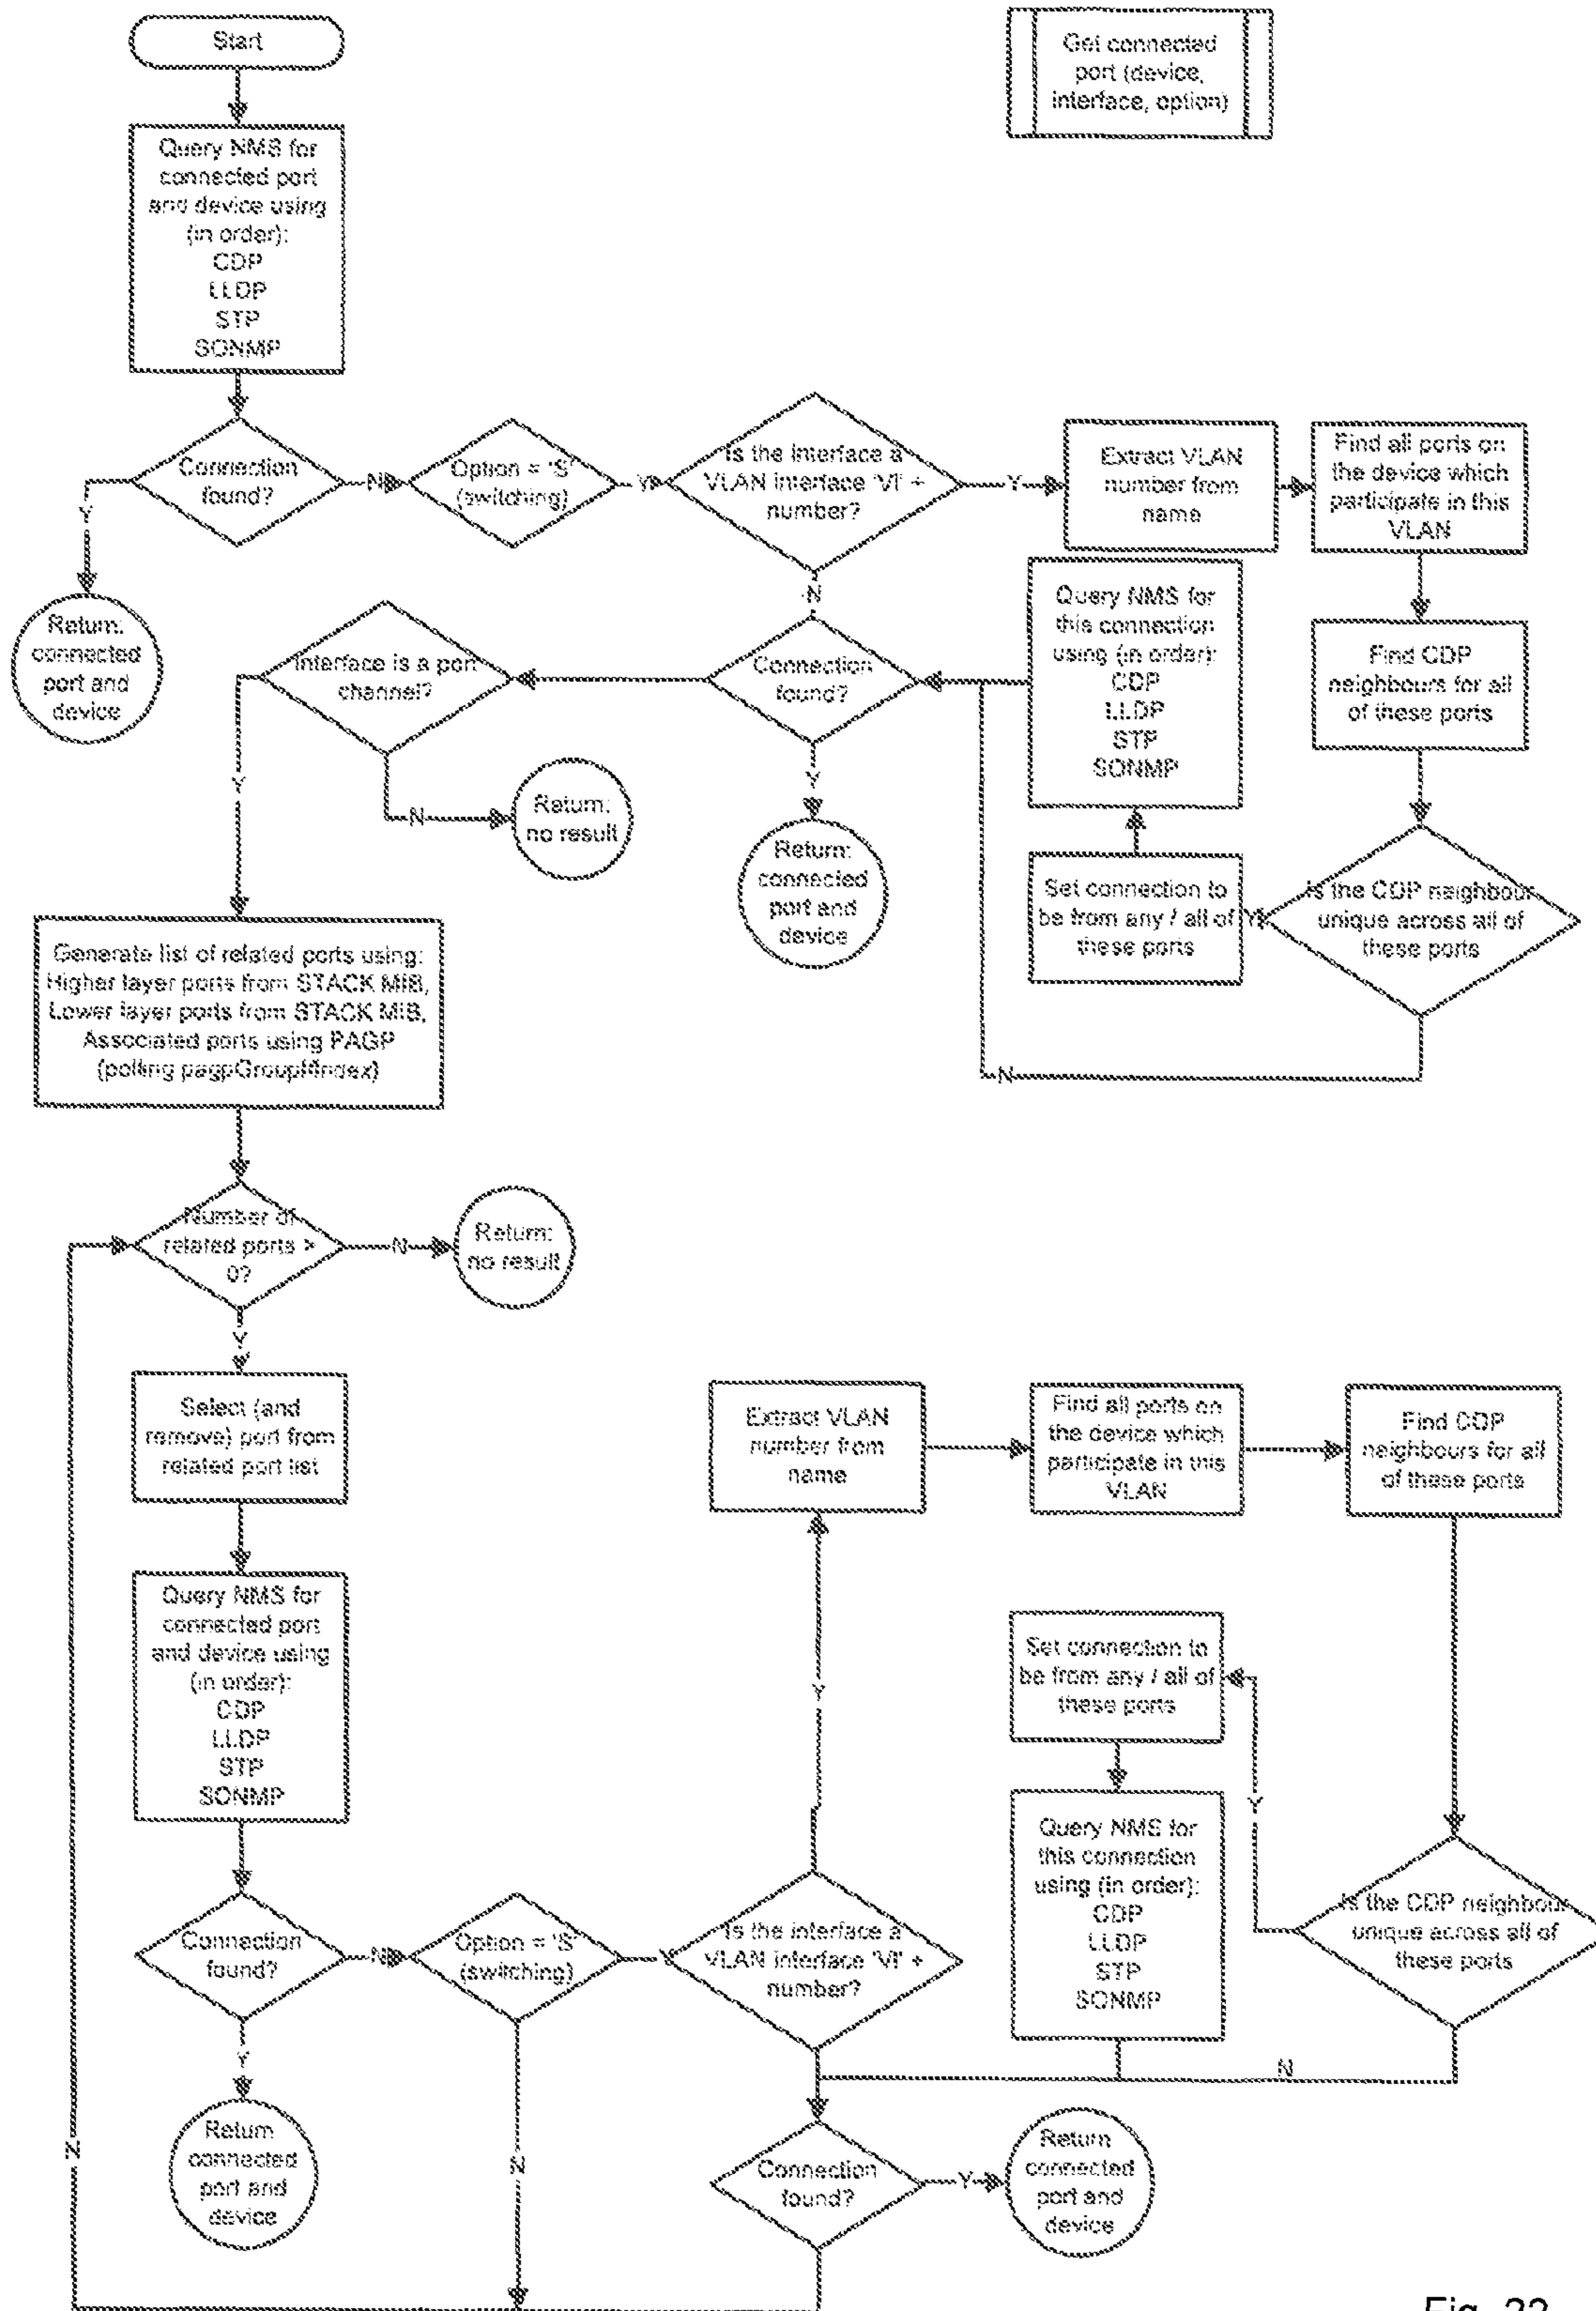 Start
Get connected
port (device,
interface, option)
Query NMS for
connected port
and device using
(in order):
CDP
LLDP
STP
SONMP
Connection
found?
N
Option = 'S'
(switching)
Y
Is the interface a
VLAN interface 'Vl' +
number?
Y
Extract VLAN
number from
name
Find all ports on
the device which
participate in this
VLAN
Y
Return:
connected
port and
device
N
Query NMS for
this connection
using (in order):
CDP
LLDP
STP
SONMP
Find CDP
neighbours for all
of these ports
Interface is a port
channel?
Connection
found?
Y
N
Return:
no result
Y
Return:
connected
port and
device
Set connection to
be from any / all of
these ports
Y
Is the CDP neighbour
unique across all of
these ports
N
Generate list of related ports using:
Higher layer ports from STACK MIB,
Lower layer ports from STACK MIB,
Associated ports using PAGP
(polling pagpGroupIfIndex)
Number of
related ports >
0?
N
Return:
no result
Y
Select (and
remove) port from
related port list
Extract VLAN
number from
name
Find all ports on
the device which
participate in this
VLAN
Find CDP
neighbours for all
of these ports
Query NMS for
connected port
and device using
(in order):
CDP
LLDP
STP
SONMP
Y
Set connection to
be from any / all of
these ports
Y
Query NMS for
this connection
using (in order):
CDP
LLDP
STP
SONMP
Is the CDP neighbour
unique across all of
these ports
Connection
found?
N
Option = 'S'
(switching)
Y
Is the interface a
VLAN interface 'Vl' +
number?
N
Y
Return
connected
port and
device
N
N
Connection
found?
Y
Return
connected
port and
device
Fig. 22